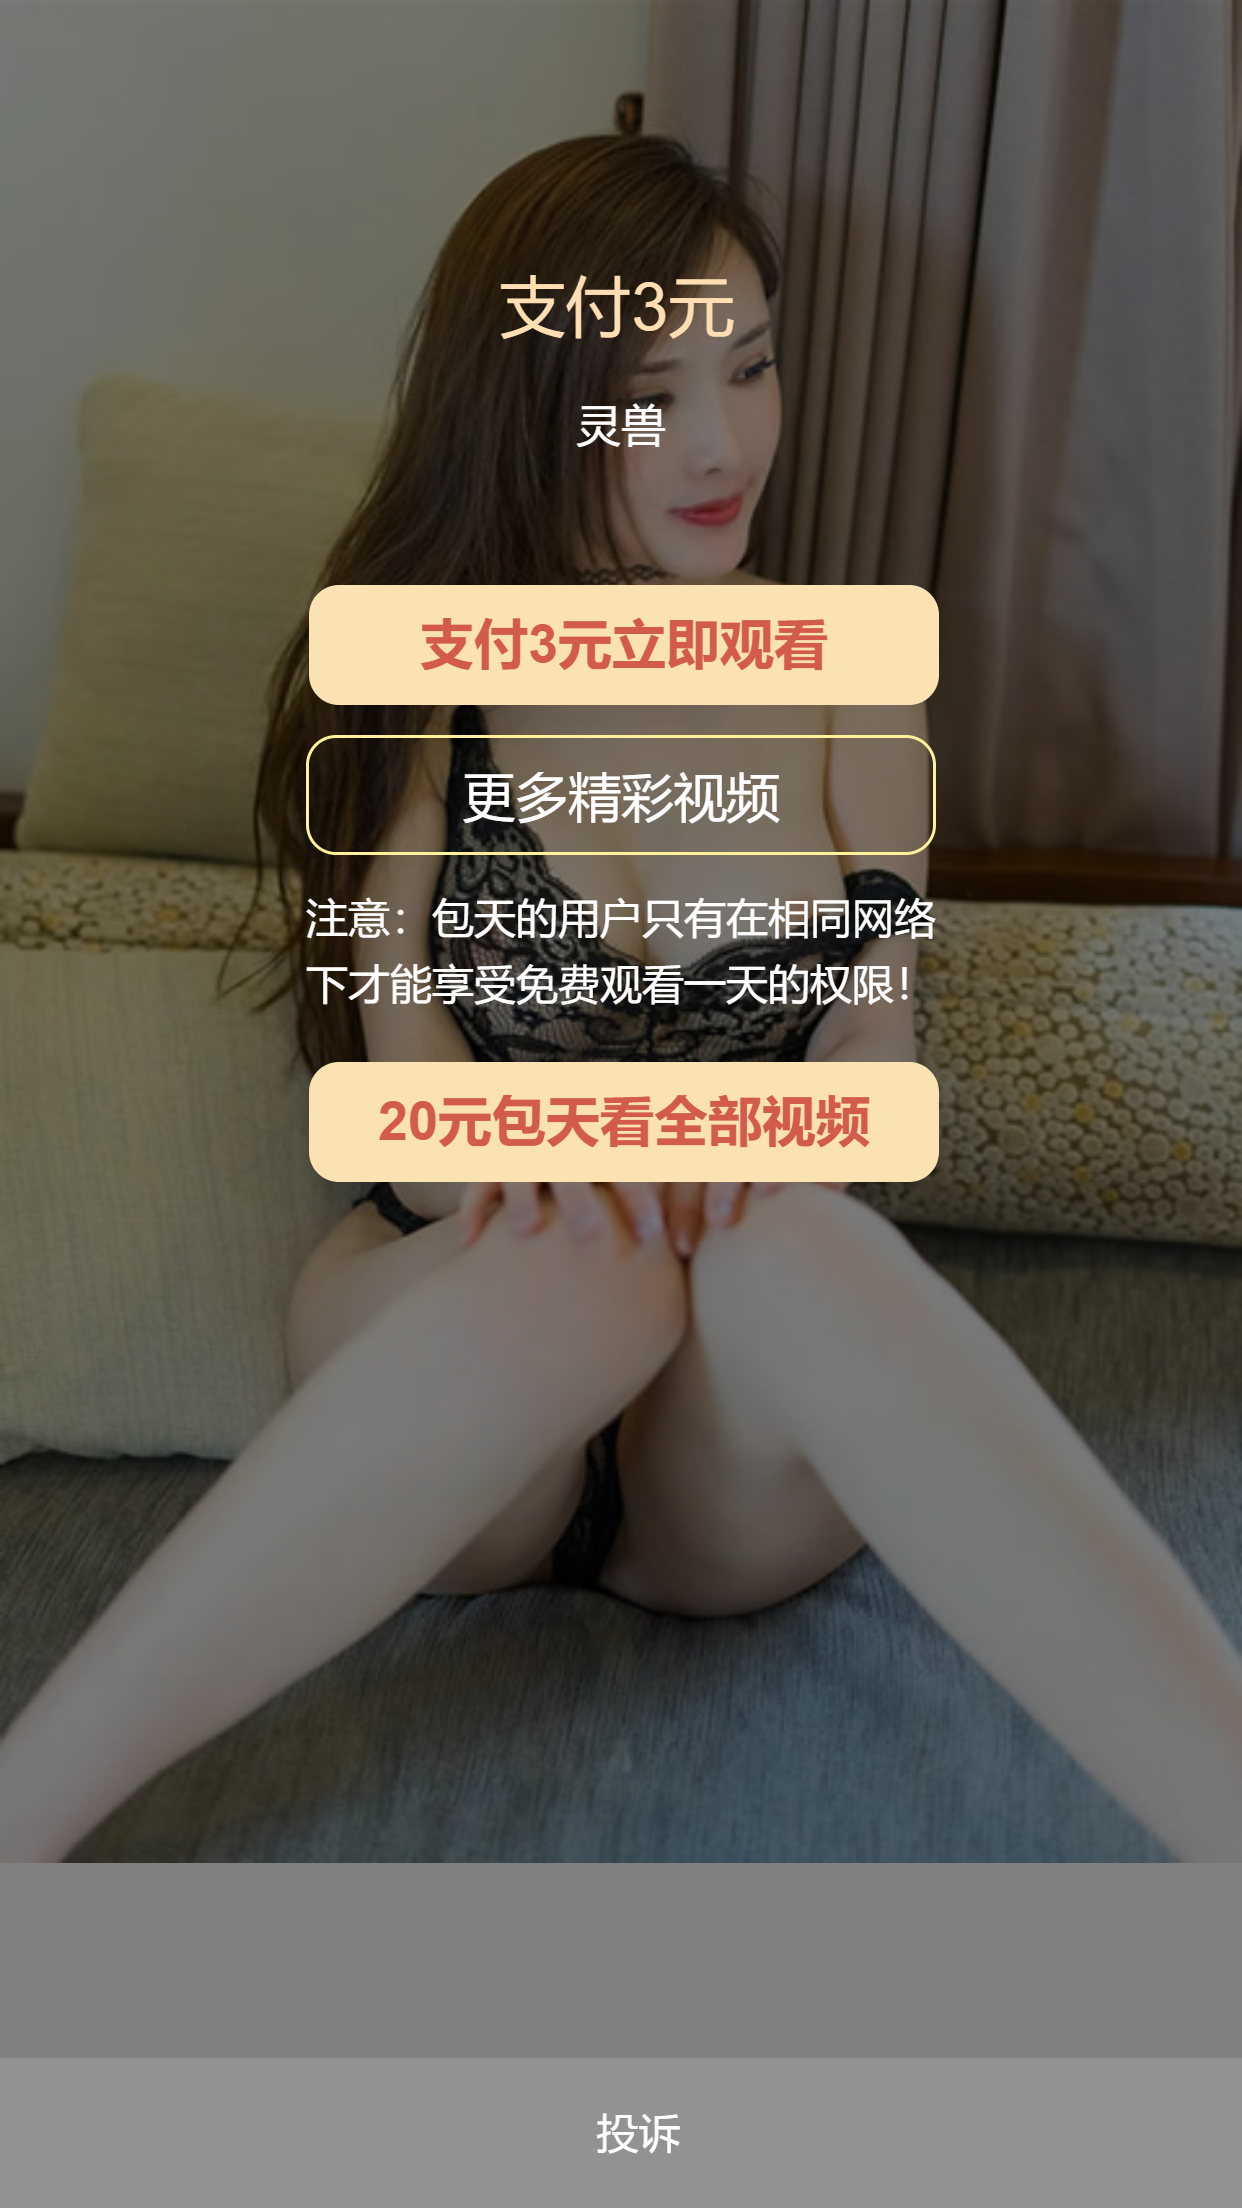 支付3元
灵兽
支付3元立即观看
更多精彩视频
注意：包天的用户只有在相同网络
下才能享受免费观看一天的权限！
20元包天看全部视频
投诉